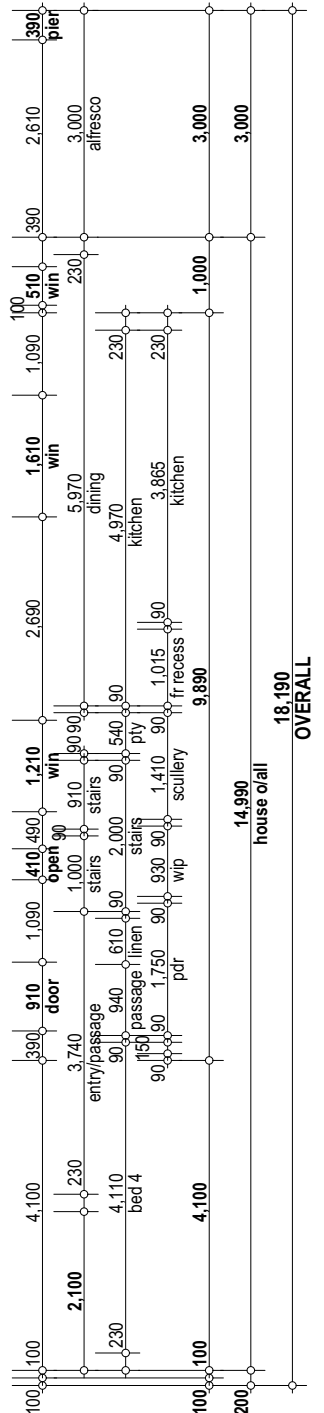 100
100
4,100
390
910
door
1,090
410
open
490
1,210
win
2,690
1,610
win
1,090
100
510
win
390
2,610
390
pier
2,100
230
3,740
entry/passage
1,000
stairs
90
910
stairs
90
90
5,970
dining
230
3,000
alfresco
230
4,110
bed 4
90
940
passage
610
linen
90
2,000
stairs
90
540
pty
90
4,970
kitchen
230
90
150
90
1,750
pdr
90
930
wip
90
1,410
scullery
90
1,015
fr recess
90
3,865
kitchen
230
100
100
4,100
9,890
1,000
3,000
200
14,990
house o/all
3,000
18,190
OVERALL